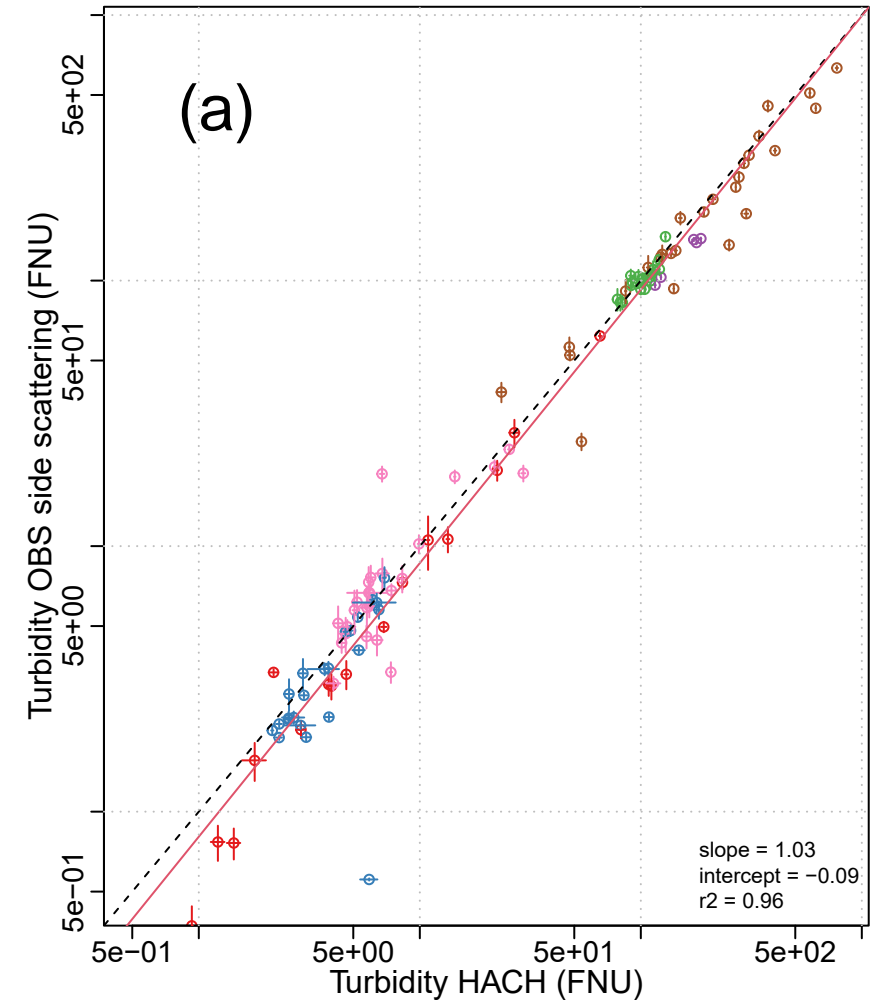 (a)
Turbidity OBS side scattering (FNU)
5e+02
5e+01
5e+00
5e−01
slope = 1.03
intercept = −0.09
r2 = 0.96
5e−01 5e+00 5e+01 5e+02
Turbidity HACH (FNU)